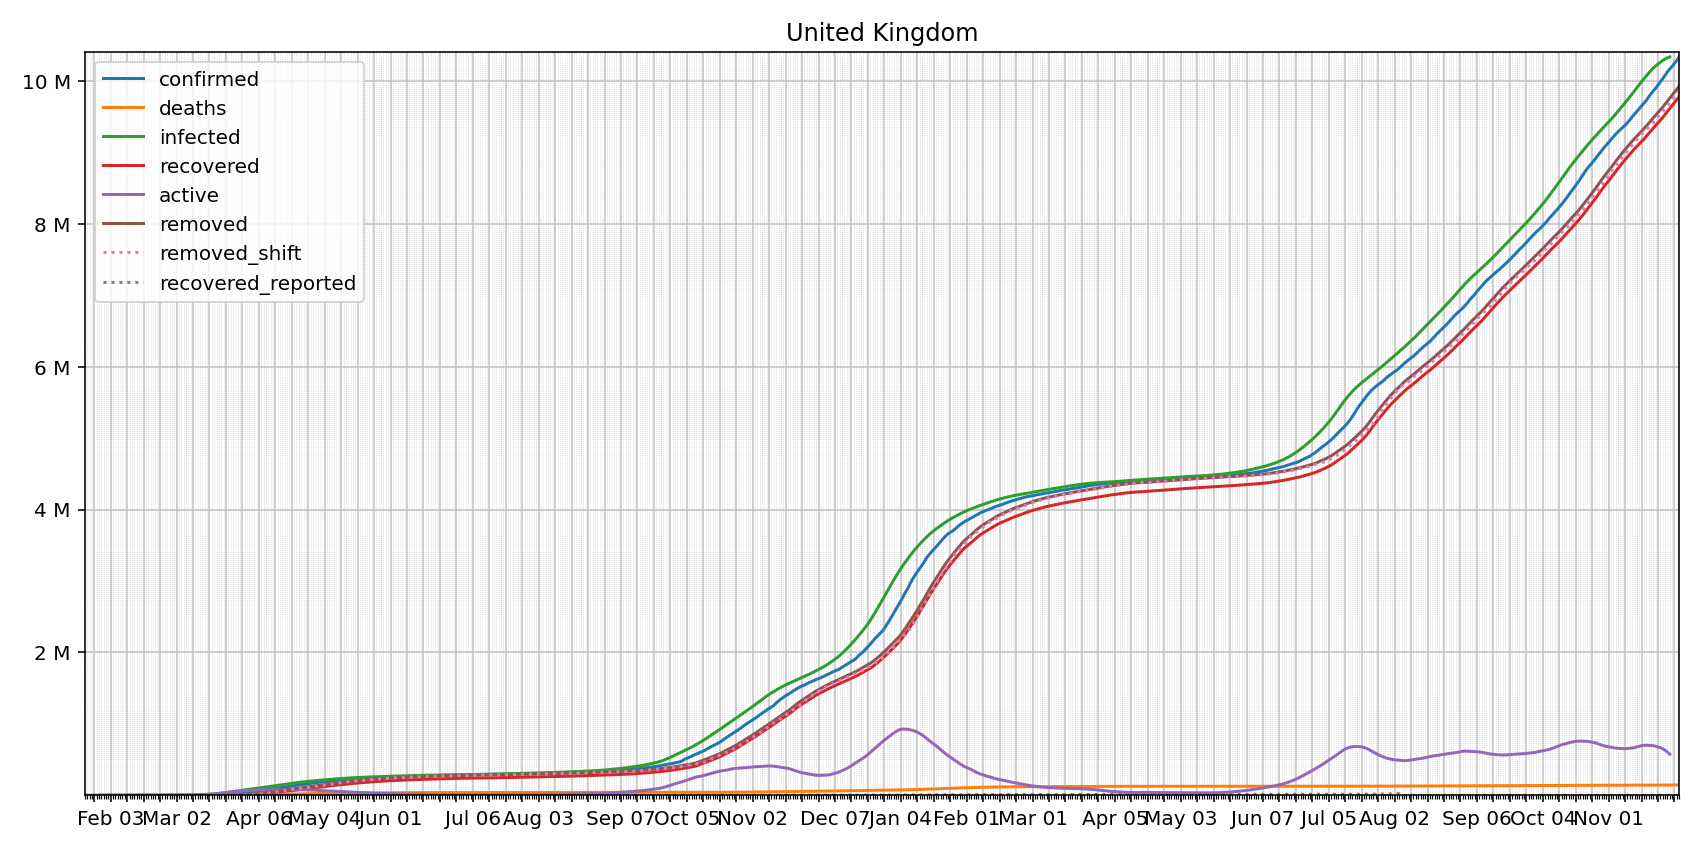 United Kingdom
10 M
8 M
6 M
4 M
2 M
confirmed
deaths
infected
recovered
active
removed
removed_shift
recovered_reported
Feb 03 Mar 02 Apr 06 May 04 Jun 01 Jul 06 Aug 03 Sep 07 Oct 05 Nov 02 Dec 07 Jan 04 Feb 01 Mar 01 Apr 05 May 03 Jun 07 Jul 05 Aug 02 Sep 06 Oct 04 Nov 01